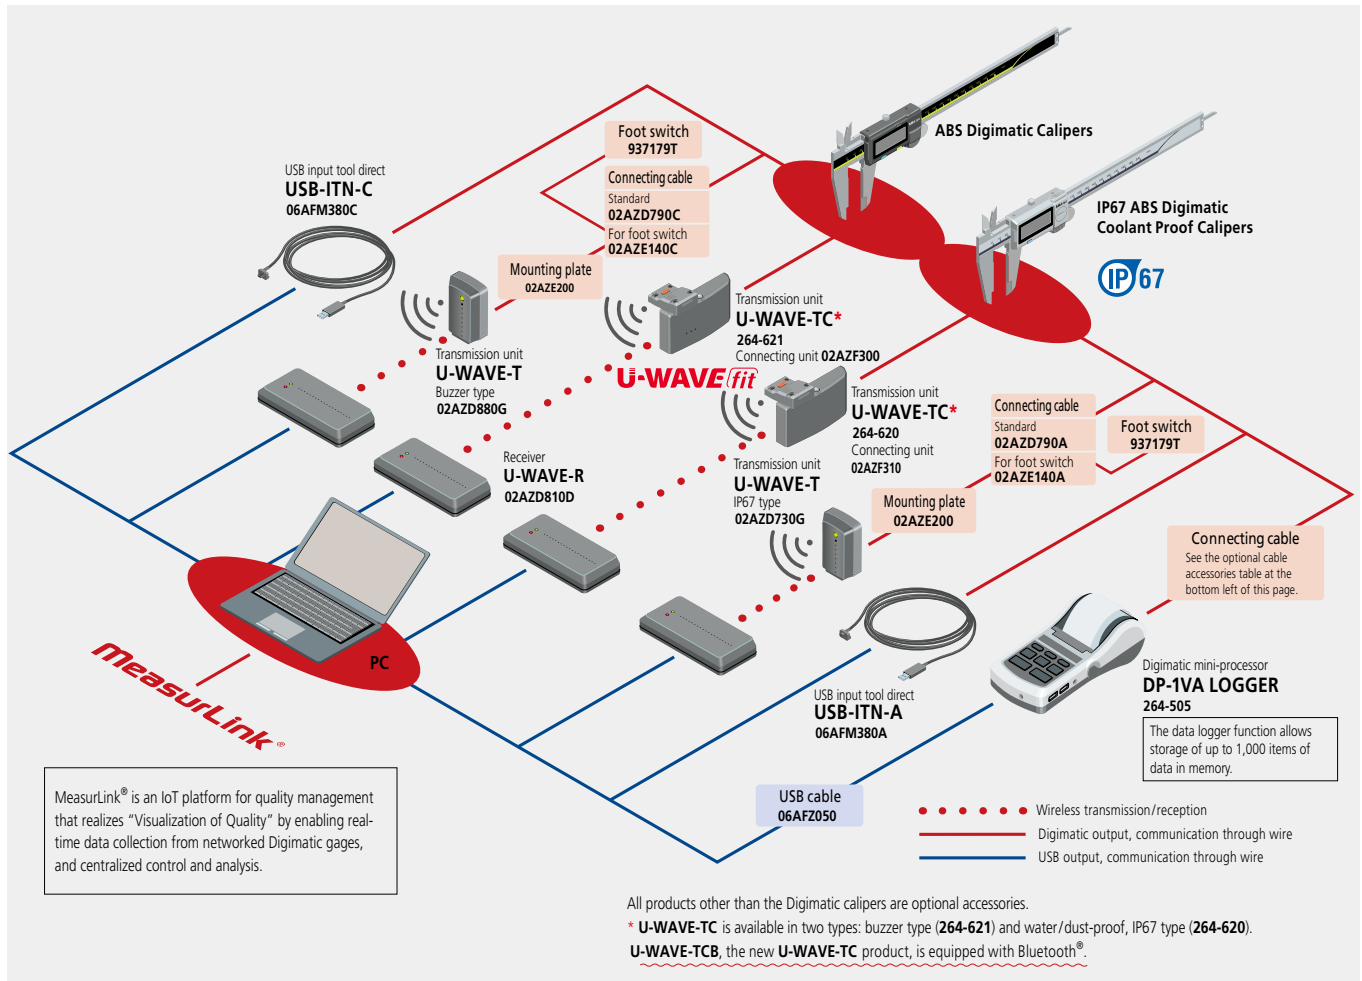 ABS Digimatic Calipers
Foot switch
937179T
USB input tool direct
USB-ITN-C
06AFM380C
Connecting cable
Standard
02AZD790C
For foot switch
02AZE140C
IP67 ABS Digimatic
Coolant Proof Calipers
IP67
Mounting plate
02AZE200
Transmission unit
U-WAVE-TC*
264-621
Connecting unit 02AZF300
Transmission unit
U-WAVE-T
Buzzer type
02AZD880G
U-WAVE fit
Transmission unit
U-WAVE-TC*
264-620
Connecting unit
02AZF310
Connecting cable
Standard
02AZD790A
For foot switch
02AZE140A
Foot switch
937179T
Receiver
U-WAVE-R
02AZD810D
Transmission unit
U-WAVE-T
IP67 type
02AZD730G
Mounting plate
02AZE200
Connecting cable
See the optional cable
accessories table at the
bottom left of this page.
PC
MeasurLink®
USB input tool direct
USB-ITN-A
06AFM380A
Digimatic mini-processor
DP-1VA LOGGER
264-505
The data logger function allows
storage of up to 1,000 items of
data in memory.
MeasurLink® is an IoT platform for quality management
that realizes “Visualization of Quality” by enabling real-
time data collection from networked Digimatic gages,
and centralized control and analysis.
USB cable
06AFZ050
Wireless transmission/reception
Digimatic output, communication through wire
USB output, communication through wire
All products other than the Digimatic calipers are optional accessories.
* U-WAVE-TC is available in two types: buzzer type (264-621) and water/dust-proof, IP67 type (264-620).
U-WAVE-TCB, the new U-WAVE-TC product, is equipped with Bluetooth®.